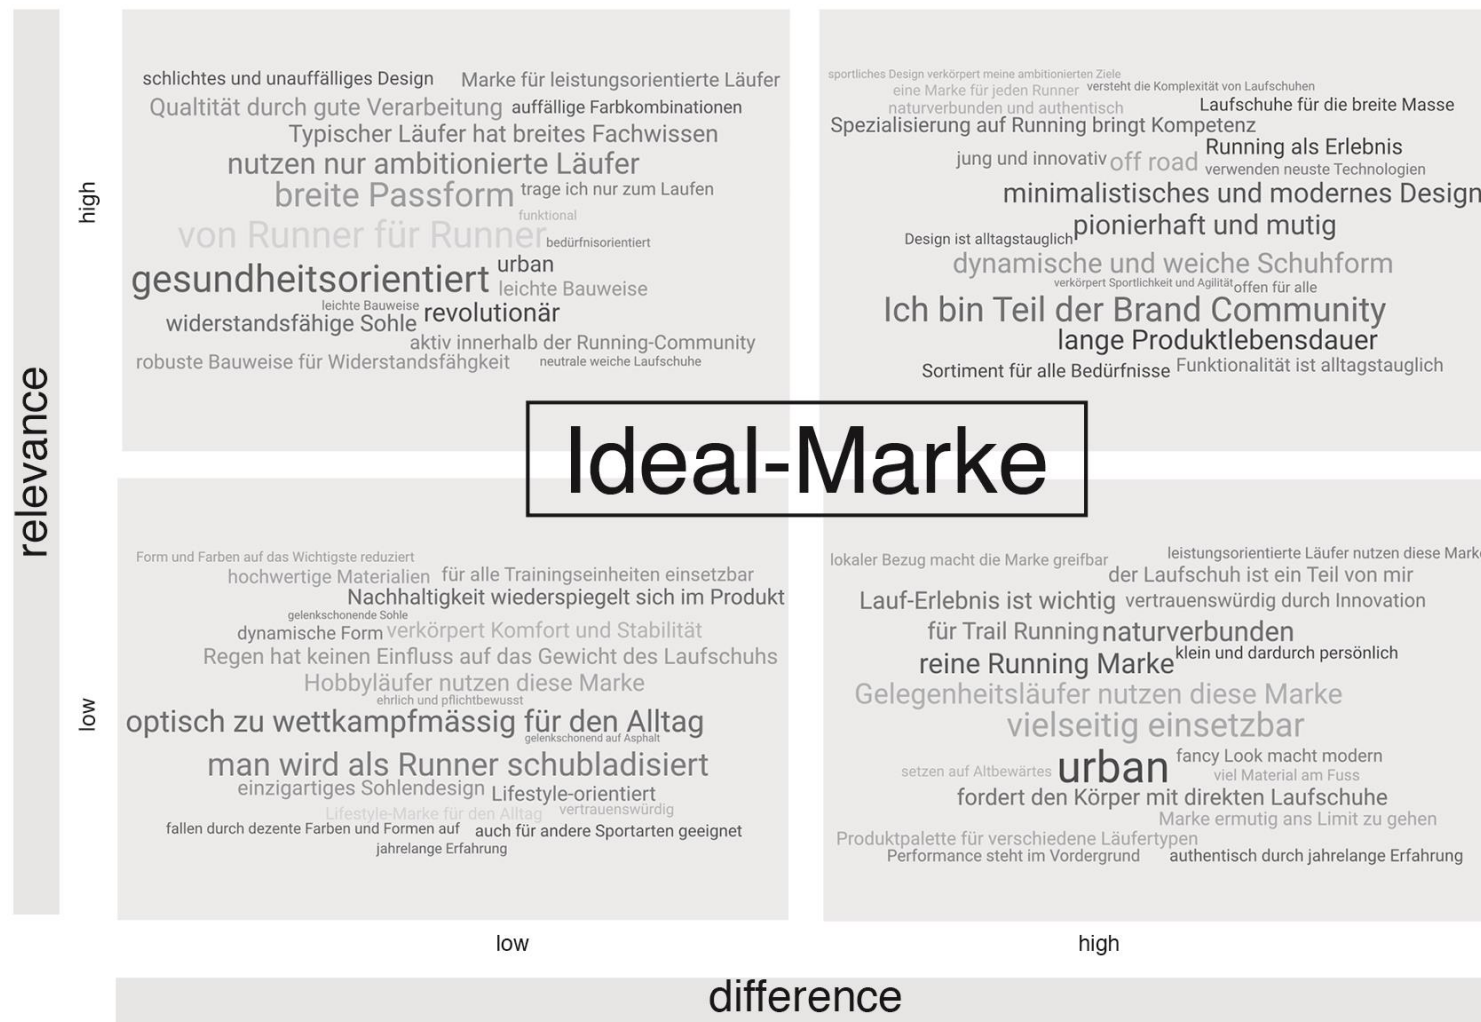 schlichtes und unauffälliges Design
Marke für leistungsorientierte Läufer
Qualtität durch gute Verarbeitung
auffällige Farbkombinationen
Typischer Läufer hat breites Fachwissen
nutzen nur ambitionierte Läufer
breite Passform
trage ich nur zum Laufen
funktional
von Runner für Runner
bedürfnisorientiert
gesundheitsorientiert
urban
leichte Bauweise
leichte Bauweise
revolutionär
widerstandsfähige Sohle
aktiv innerhalb der Running-Community
robuste Bauweise für Widerstandsfähgkeit
neutrale weiche Laufschuhe
sportliches Design verkörpert meine ambitionierten Ziele
eine Marke für jeden Runner
versteht die Komplexität von Laufschuhen
naturverbunden und authentisch
Laufschuhe für die breite Masse
Spezialisierung auf Running bringt Kompetenz
Running als Erlebnis
jung und innovativ
off road
verwenden neuste Technologien
minimalistisches und modernes Design
pionierhaft und mutig
Design ist alltagstauglich
dynamische und weiche Schuhform
verkörpert Sportlichkeit und Agilität
offen für alle
Ich bin Teil der Brand Community
lange Produktlebensdauer
Sortiment für alle Bedürfnisse
Funktionalität ist alltagstauglich
high
relevance
Ideal-Marke
Form und Farben auf das Wichtigste reduziert
hochwertige Materialien
für alle Trainingseinheiten einsetzbar
Nachhaltigkeit wiederspiegelt sich im Produkt
gelenkschonende Sohle
dynamische Form
verkörpert Komfort und Stabilität
Regen hat keinen Einfluss auf das Gewicht des Laufschuhs
Hobbyläufer nutzen diese Marke
ehrlich und pflichtbewusst
optisch zu wettkampfmässig für den Alltag
gelenkschonend auf Asphalt
man wird als Runner schubladisiert
einzigartiges Sohlendesign
Lifestyle-orientiert
Lifestyle-Marke für den Alltag
vertrauenswürdig
fallen durch dezente Farben und Formen auf
auch für andere Sportarten geeignet
jahrelange Erfahrung
lokaler Bezug macht die Marke greifbar
leistungsorientierte Läufer nutzen diese Marke
der Laufschuh ist ein Teil von mir
Lauf-Erlebnis ist wichtig
vertrauenswürdig durch Innovation
für Trail Running
naturverbunden
reine Running Marke
klein und dardurch persönlich
Gelegenheitsläufer nutzen diese Marke
vielseitig einsetzbar
urban
fancy Look macht modern
setzen auf Altbewärtes
viel Material am Fuss
fordert den Körper mit direkten Laufschuhe
Marke ermutig ans Limit zu gehen
Produktpalette für verschiedene Läufertypen
Performance steht im Vordergrund
authentisch durch jahrelange Erfahrung
low
low
high
difference